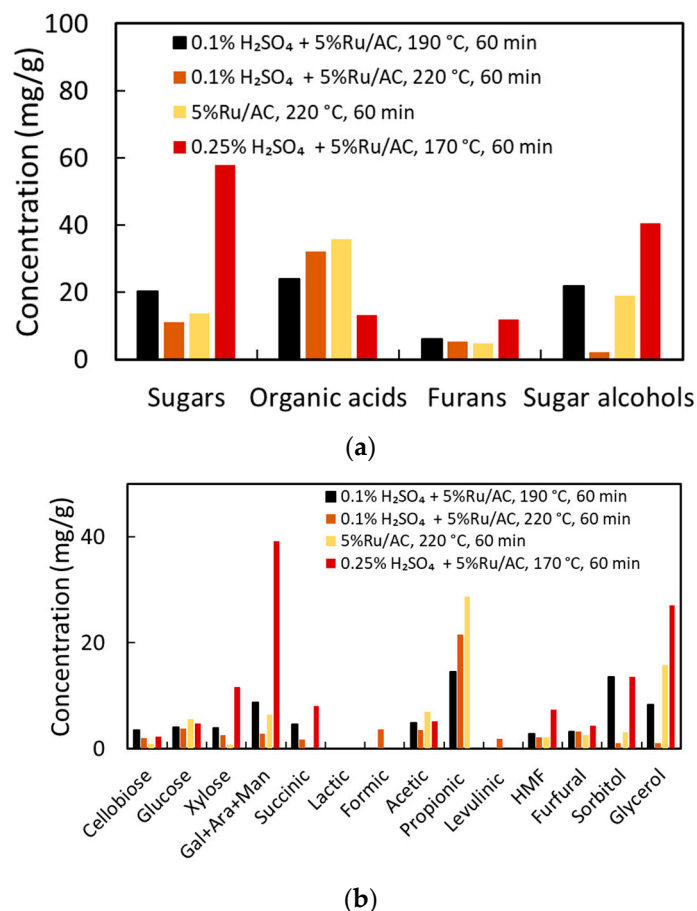 100
80
60
40
20
0
Concentration (mg/g)
0.1% H₂SO₄ + 5%Ru/AC, 190 °C, 60 min
0.1% H₂SO₄ + 5%Ru/AC, 220 °C, 60 min
5%Ru/AC, 220 °C, 60 min
0.25% H₂SO₄ + 5%Ru/AC, 170 °C, 60 min
Sugars Organic acids Furans Sugar alcohols
(a)
40
20
0
Concentration (mg/g)
0.1% H₂SO₄ + 5%Ru/AC, 190 °C, 60 min
0.1% H₂SO₄ + 5%Ru/AC, 220 °C, 60 min
5%Ru/AC, 220 °C, 60 min
0.25% H₂SO₄ + 5%Ru/AC, 170 °C, 60 min
Cellobiose
Glucose
Xylose
Gal+Ara+Man
Succinic
Lactic
Formic
Acetic
Propionic
Levulinic
HMF
Furfural
Sorbitol
Glycerol
(b)